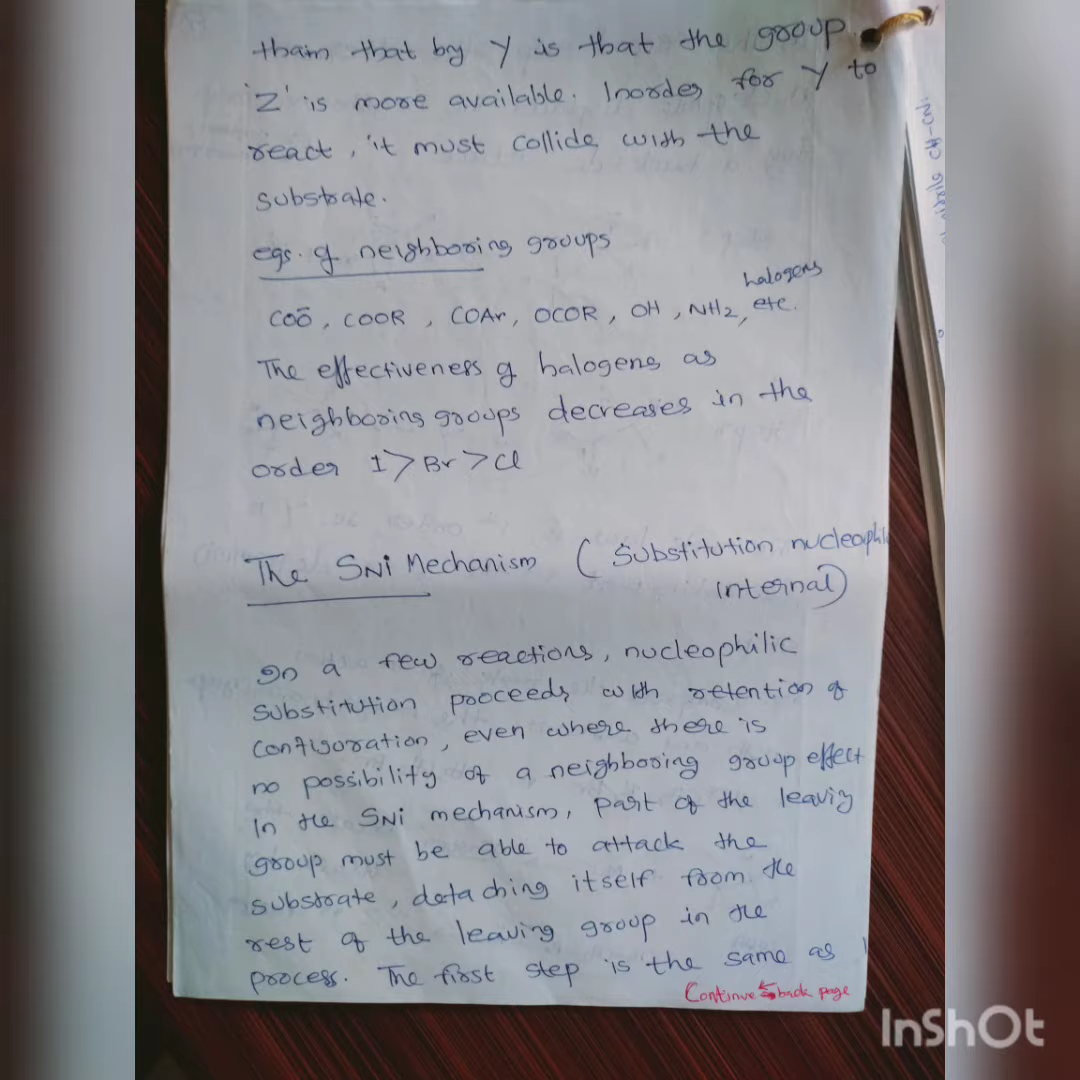 than that by Y is that the group
'Z' is more available. Inorder for Y to
react, it must collide with the
substrate.
egs. of neighboring groups
halogens
COŌ, COOR, COAr, OCOR, OH, NH2, etc.
The effectiveness of halogens as
neighboring groups decreases in the
order I > Br > Cl
The SNi Mechanism (Substitution nucleophilic
internal)
In a few reactions, nucleophilic
substitution proceeds with retention of
configuration, even where there is
no possibility of a neighboring group effect
In the SNi mechanism, part of the leaving
group must be able to attack the
substrate, detaching itself from the
rest of the leaving group in the
process. The first step is the same as
Continue back page
InShOt